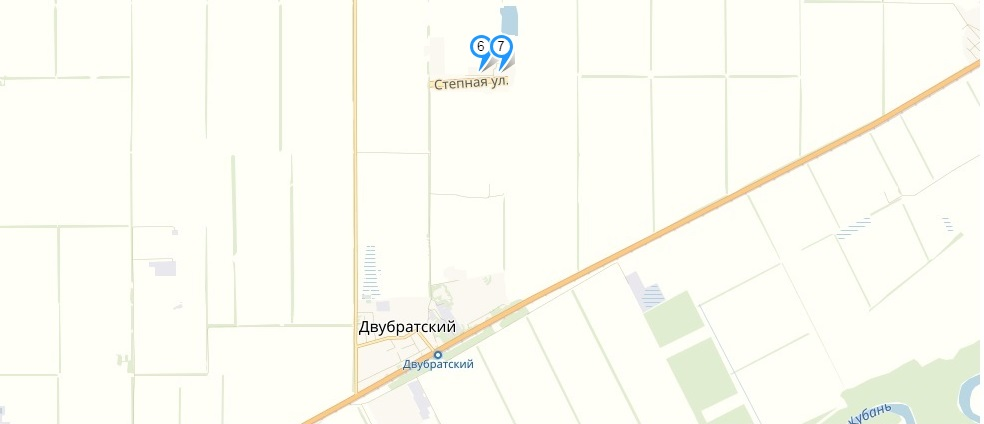 6 7
Степная ул.
Двубратский
Двубратский
Кубань